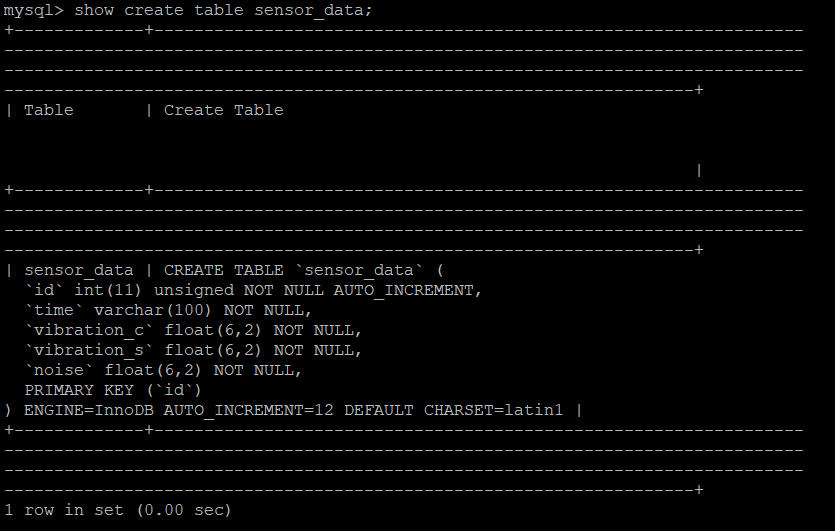 mysql> show create table sensor_data;
+-------------+-----------------------------------------------------------------
--------------------------------------------------------------------------------
--------------------------------------------------------------------------------
---------------------------------------------------------------------+
| Table       | Create Table
                                                                     |
+-------------+-----------------------------------------------------------------
--------------------------------------------------------------------------------
--------------------------------------------------------------------------------
---------------------------------------------------------------------+
| sensor_data | CREATE TABLE `sensor_data` (
  `id` int(11) unsigned NOT NULL AUTO_INCREMENT,
  `time` varchar(100) NOT NULL,
  `vibration_c` float(6,2) NOT NULL,
  `vibration_s` float(6,2) NOT NULL,
  `noise` float(6,2) NOT NULL,
  PRIMARY KEY (`id`)
) ENGINE=InnoDB AUTO_INCREMENT=12 DEFAULT CHARSET=latin1 |
+-------------+-----------------------------------------------------------------
--------------------------------------------------------------------------------
--------------------------------------------------------------------------------
---------------------------------------------------------------------+
1 row in set (0.00 sec)